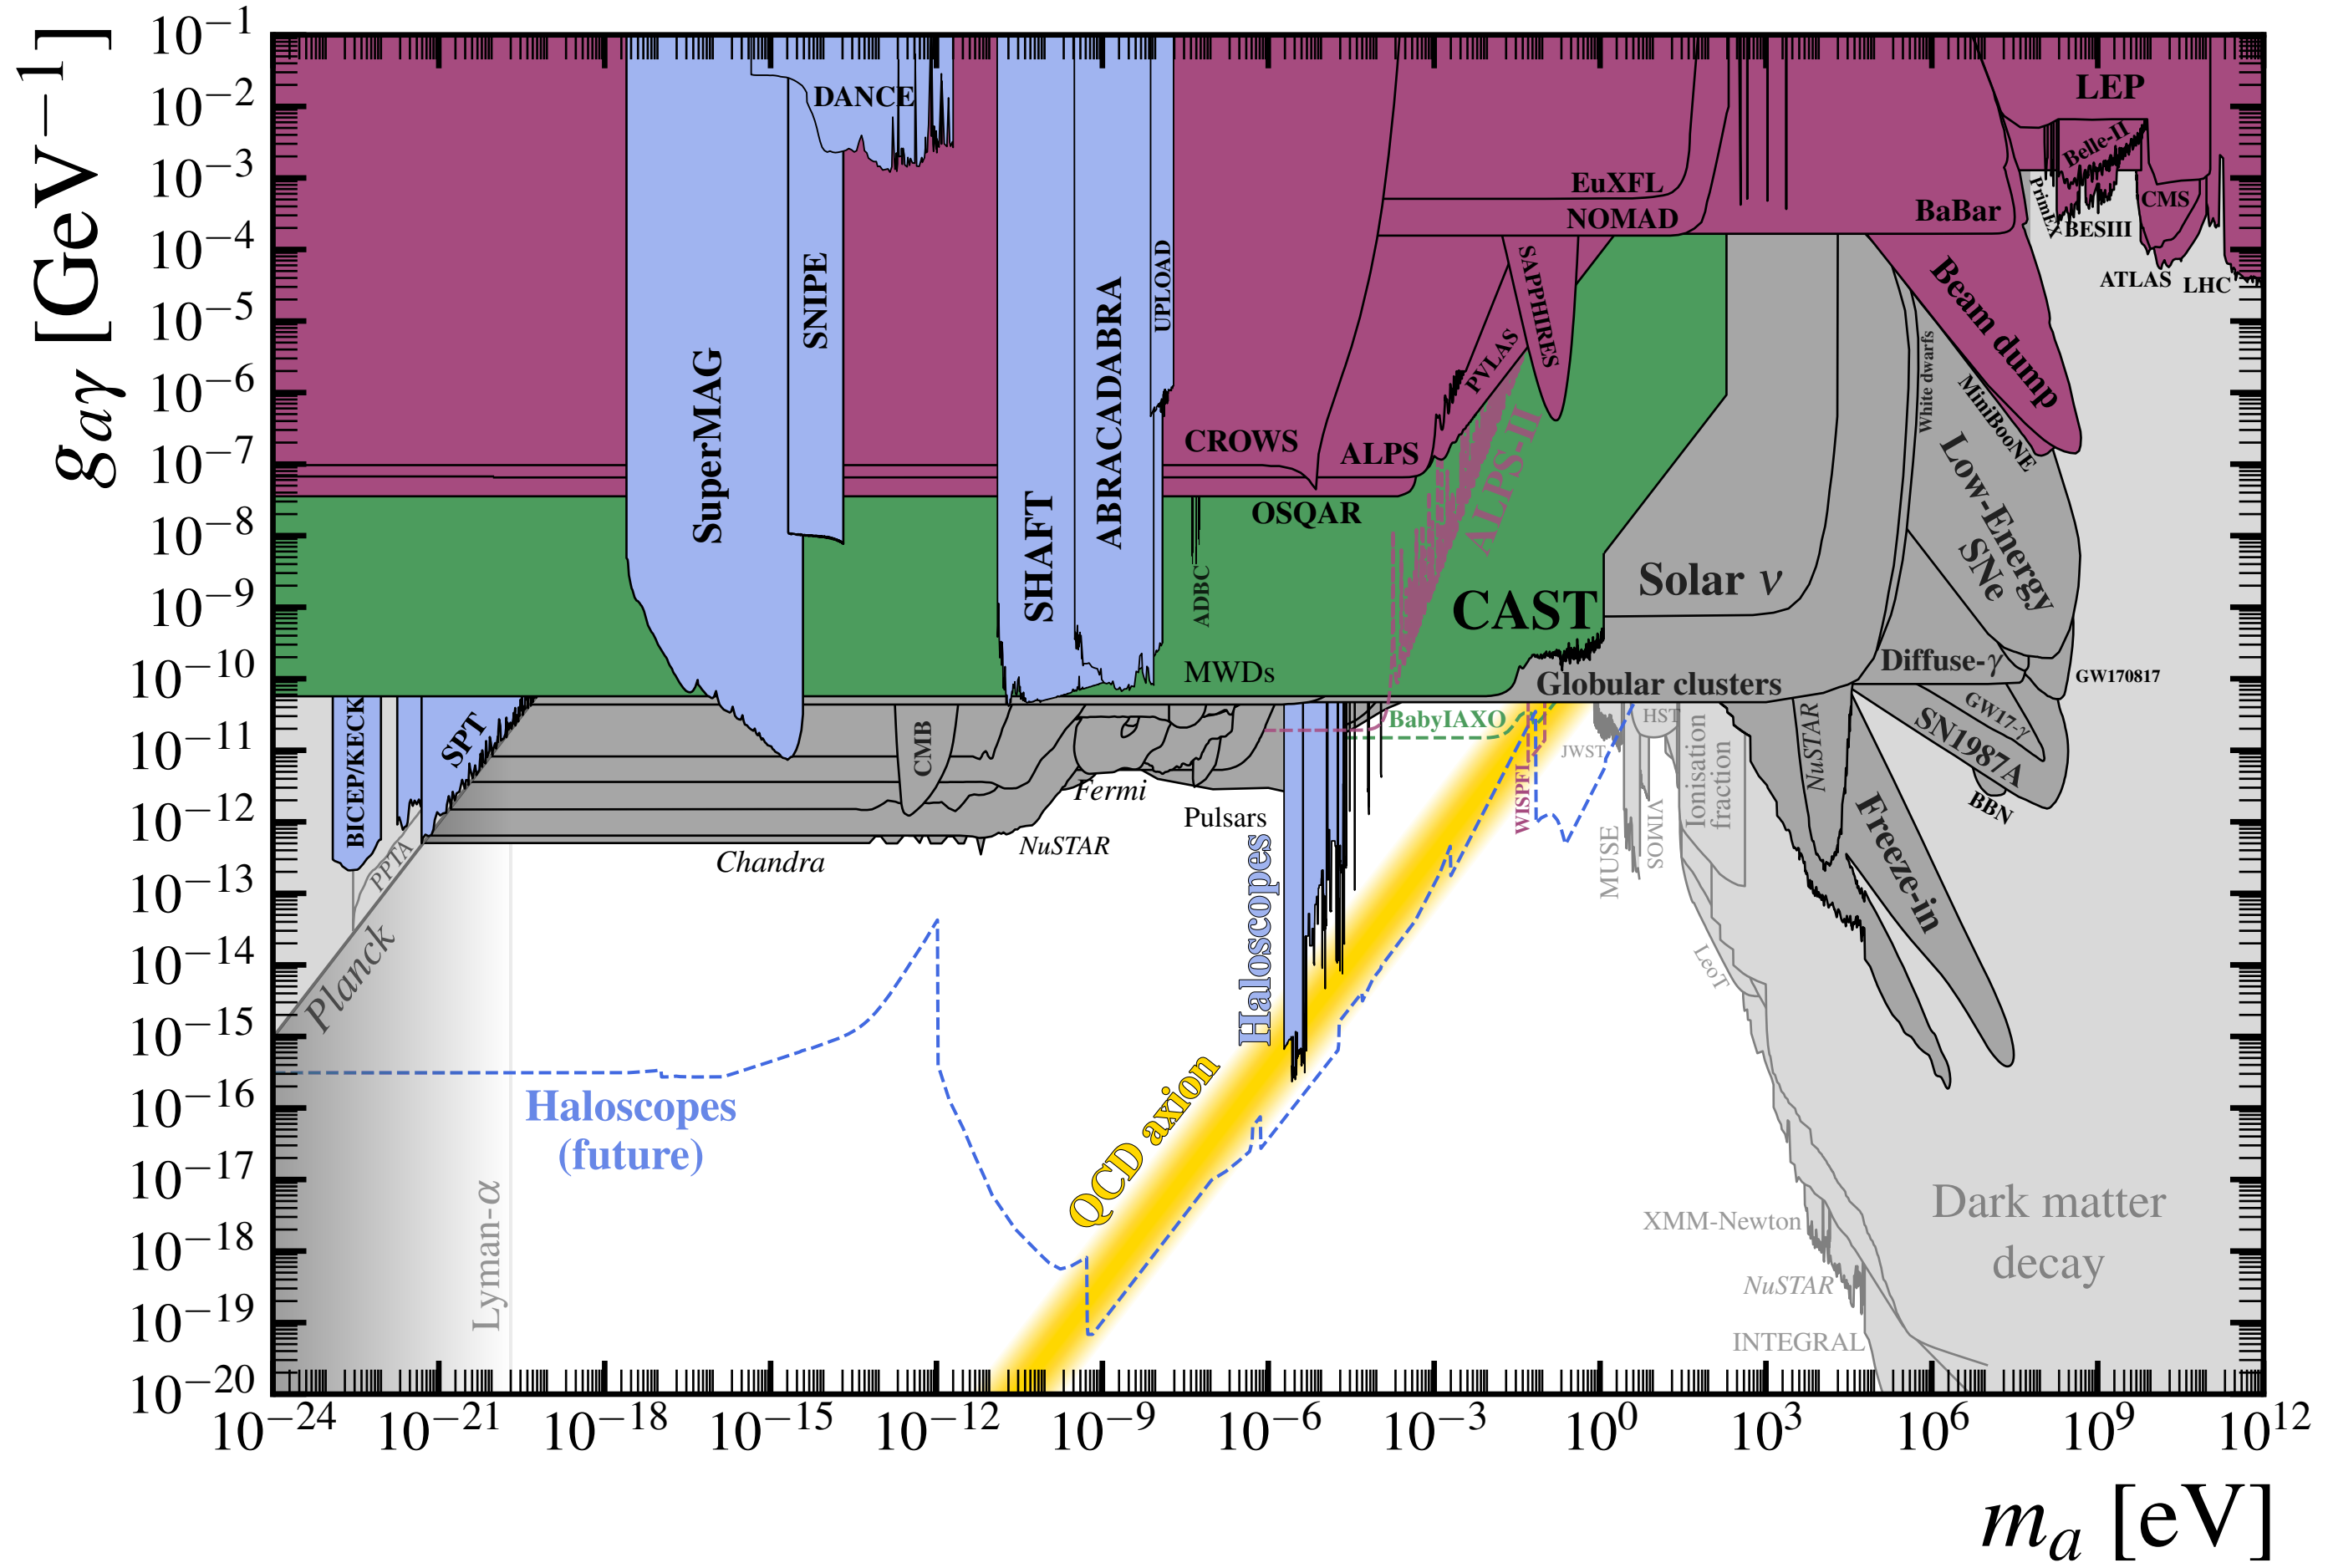 g_{aγ} [GeV^{−1}]
10^{−1}
10^{−2}
10^{−3}
10^{−4}
10^{−5}
10^{−6}
10^{−7}
10^{−8}
10^{−9}
10^{−10}
10^{−11}
10^{−12}
10^{−13}
10^{−14}
10^{−15}
10^{−16}
10^{−17}
10^{−18}
10^{−19}
10^{−20}
DANCE
LEP
Belle-II
EuXFL
NOMAD
BaBar
PrimEX
BESIII
CMS
ATLAS
LHC
SuperMAG
SNIPE
SHAFT
ABRACADABRA
UPLOAD
SAPPHIRES
PVLAS
Beam dump
White dwarfs
MiniBooNE
CROWS
ALPS
ALPS-II
OSQAR
ADBC
Low-Energy
SNe
CAST
Solar ν
MWDs
Globular clusters
Diffuse-γ
GW170817
BICEP/KECK
SPT
CMB
BabyIAXO
JWST
HST
Ionisation
fraction
NuSTAR
GW17-γ
SN1987A
BBN
Fermi
Pulsars
WISPFI
MUSE
VIMOS
Freeze-in
PPTA
Chandra
NuSTAR
Haloscopes
Planck
LeoT
QCD axion
Haloscopes
(future)
Lyman-α
XMM-Newton
NuSTAR
INTEGRAL
Dark matter
decay
10^{−24}
10^{−21}
10^{−18}
10^{−15}
10^{−12}
10^{−9}
10^{−6}
10^{−3}
10^{0}
10^{3}
10^{6}
10^{9}
10^{12}
m_a [eV]